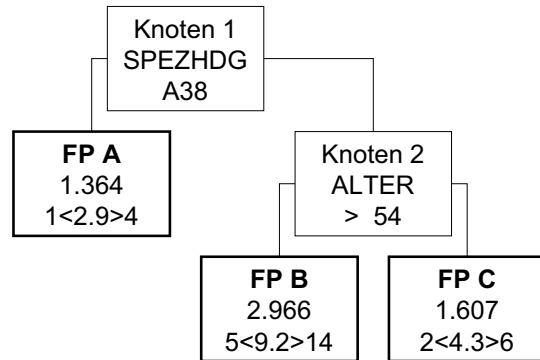 Knoten 1
SPEZHDG
A38
FP A
1.364
1<2.9>4
Knoten 2
ALTER
> 54
FP B
2.966
5<9.2>14
FP C
1.607
2<4.3>6